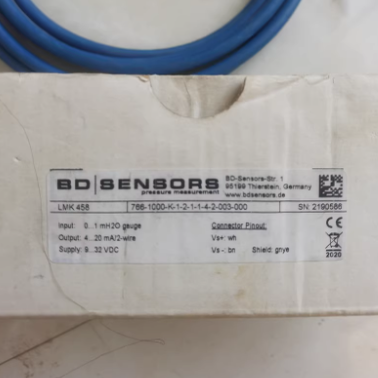 BD|SENSORS
pressure measurement
BD-Sensors-Str. 1
95199 Thierstein, Germany
www.bdsensors.de
LMK 458
766-1000-K-1-2-1-1-4-2-003-000
SN: 2190586
Input: 0...1 mH2O gauge
Output: 4...20 mA/2-wire
Supply: 9...32 VDC
Connector Pinout:
Vs+: wh
Vs-: bn Shield: gnye
CE
2020